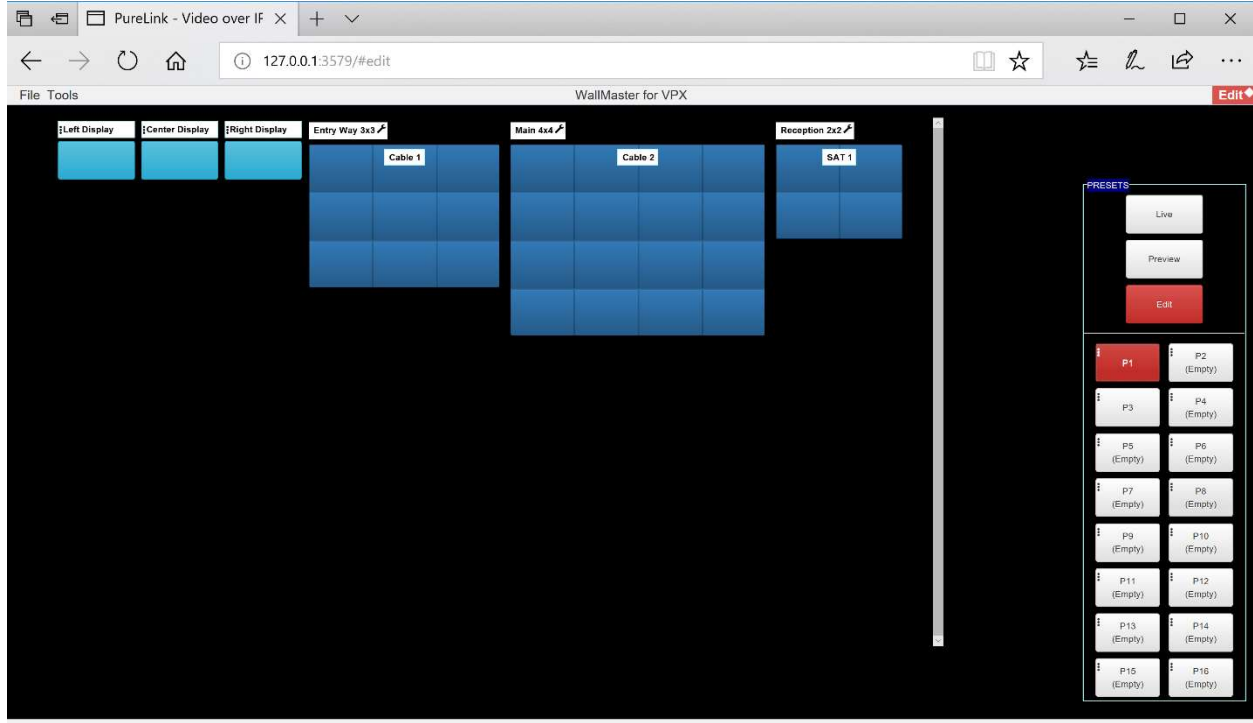 PureLink - Video over IF
127.0.0.1:3579/#edit
File Tools
WallMaster for VPX
Edit
Left Display
Center Display
Right Display
Entry Way 3x3
Main 4x4
Reception 2x2
Cable 1
Cable 2
SAT 1
PRESETS
Live
Preview
Edit
P1
P2
(Empty)
P3
P4
(Empty)
P5
(Empty)
P6
(Empty)
P7
(Empty)
P8
(Empty)
P9
(Empty)
P10
(Empty)
P11
(Empty)
P12
(Empty)
P13
(Empty)
P14
(Empty)
P15
(Empty)
P16
(Empty)